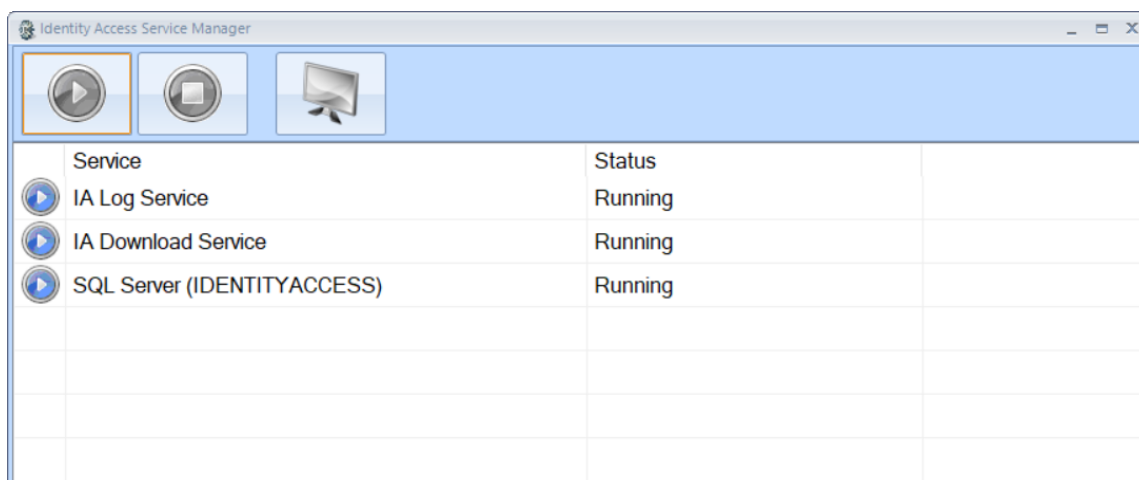 Identity Access Service Manager
Service Status
IA Log Service Running
IA Download Service Running
SQL Server (IDENTITYACCESS) Running